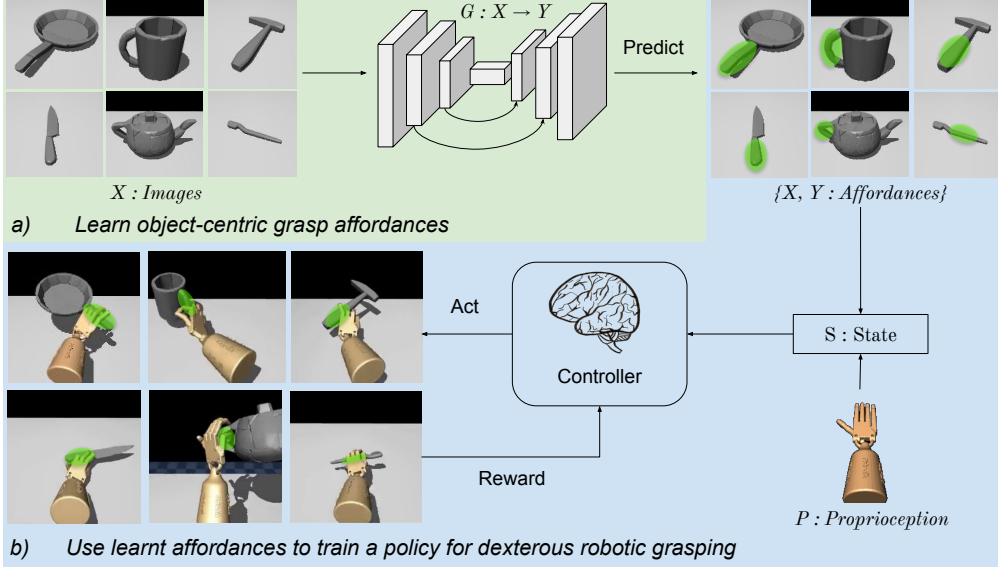 G : X → Y
Predict
X : Images
{X, Y : Affordances}
a) Learn object-centric grasp affordances
Act
Controller
S : State
Reward
P : Proprioception
b) Use learnt affordances to train a policy for dexterous robotic grasping